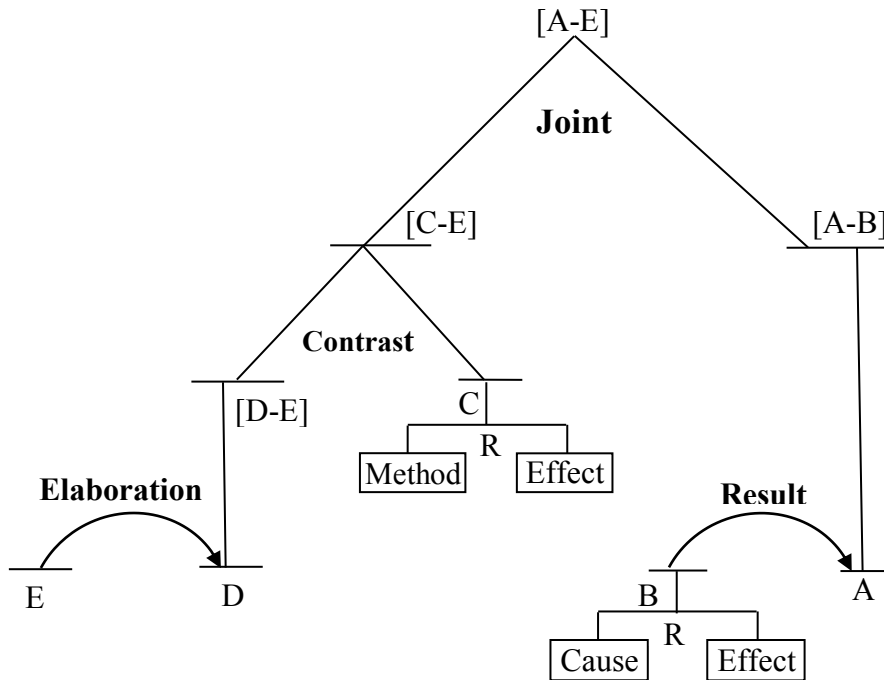 [A-E]
Joint
[C-E]
[A-B]
Contrast
[D-E]
C
R
Method
Effect
Elaboration
Result
E
D
B
A
R
Cause
Effect